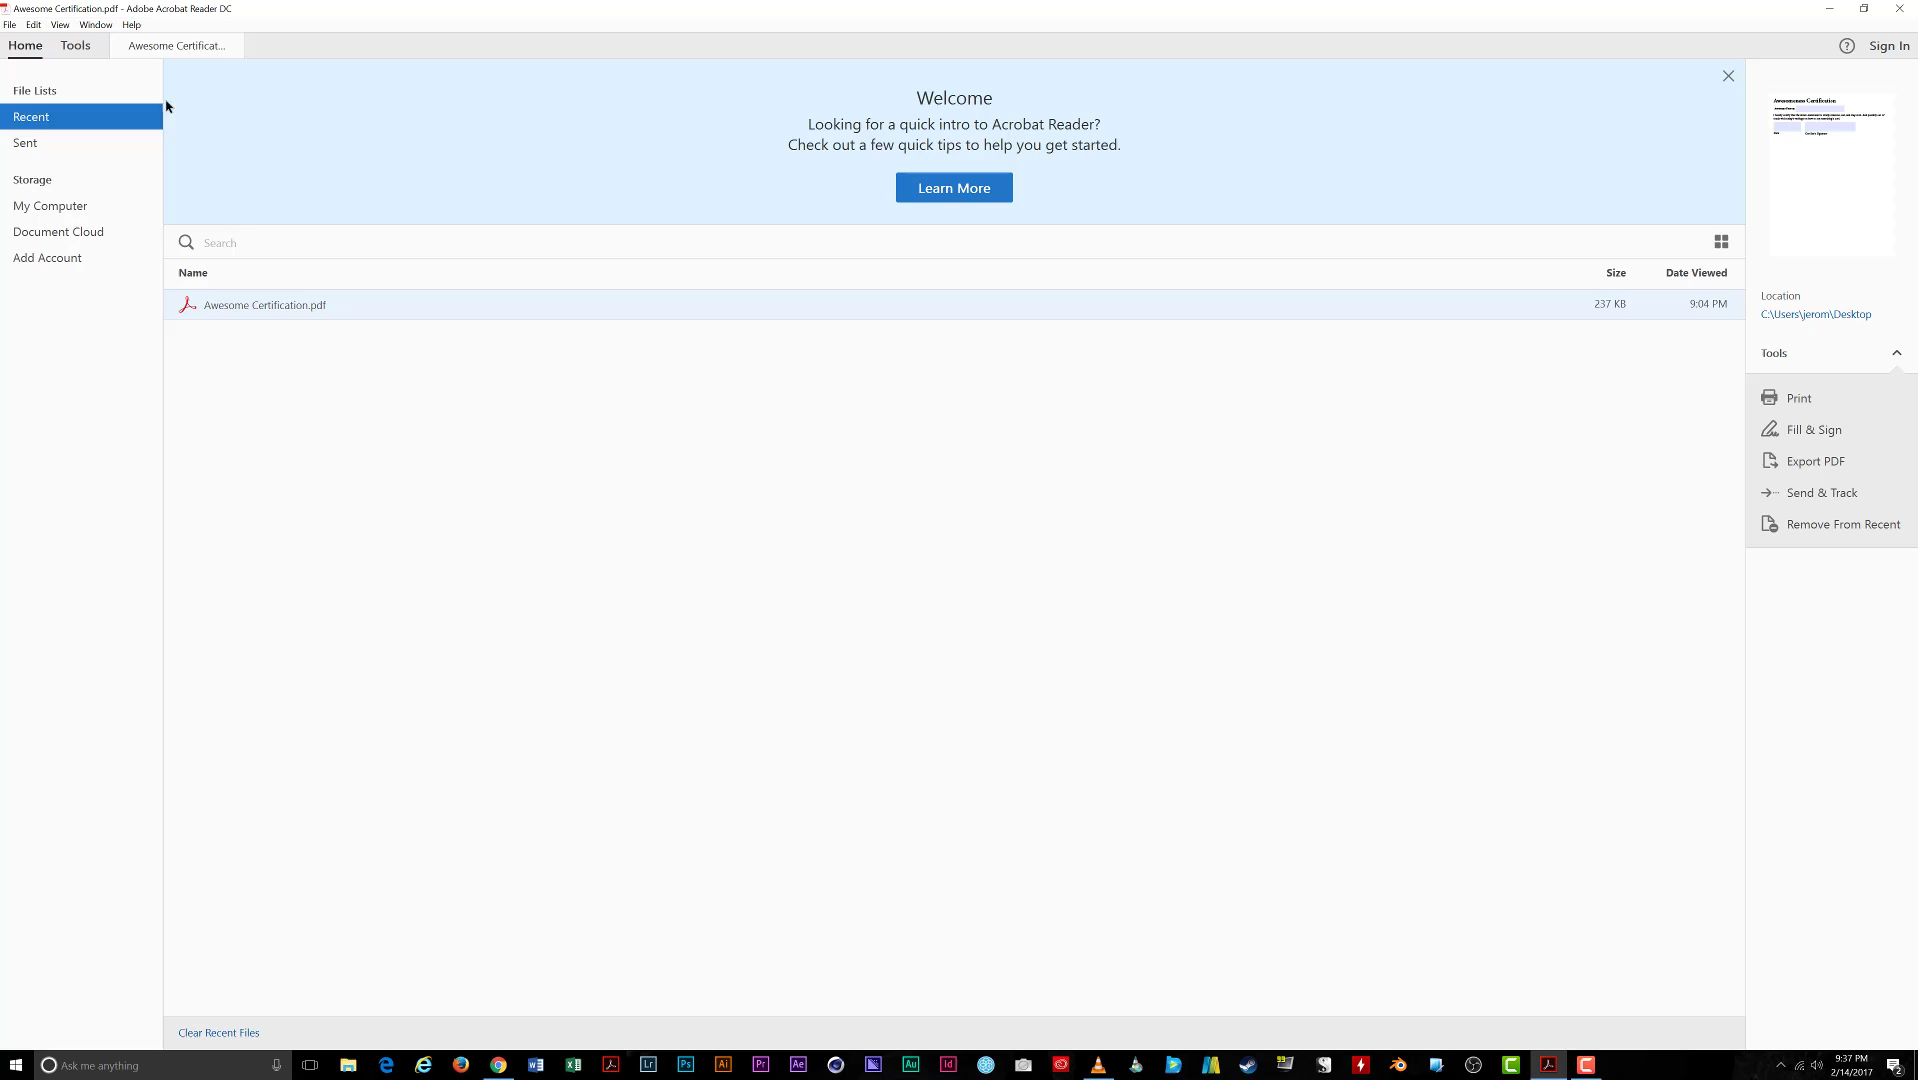 Awesome Certification.pdf - Adobe Acrobat Reader DC
File Edit View Window Help
Home Tools Awesome Certificat... Sign In
File Lists
Recent
Sent
Storage
My Computer
Document Cloud
Add Account
Welcome
Looking for a quick intro to Acrobat Reader?
Check out a few quick tips to help you get started.
Learn More
Search
Name Size Date Viewed
Awesome Certification.pdf 237 KB 9:04 PM
Clear Recent Files
Awesomeness Certification
Location
C:\Users\jerom\Desktop
Tools
Print
Fill & Sign
Export PDF
Send & Track
Remove From Recent
Ask me anything
9:37 PM
2/14/2017